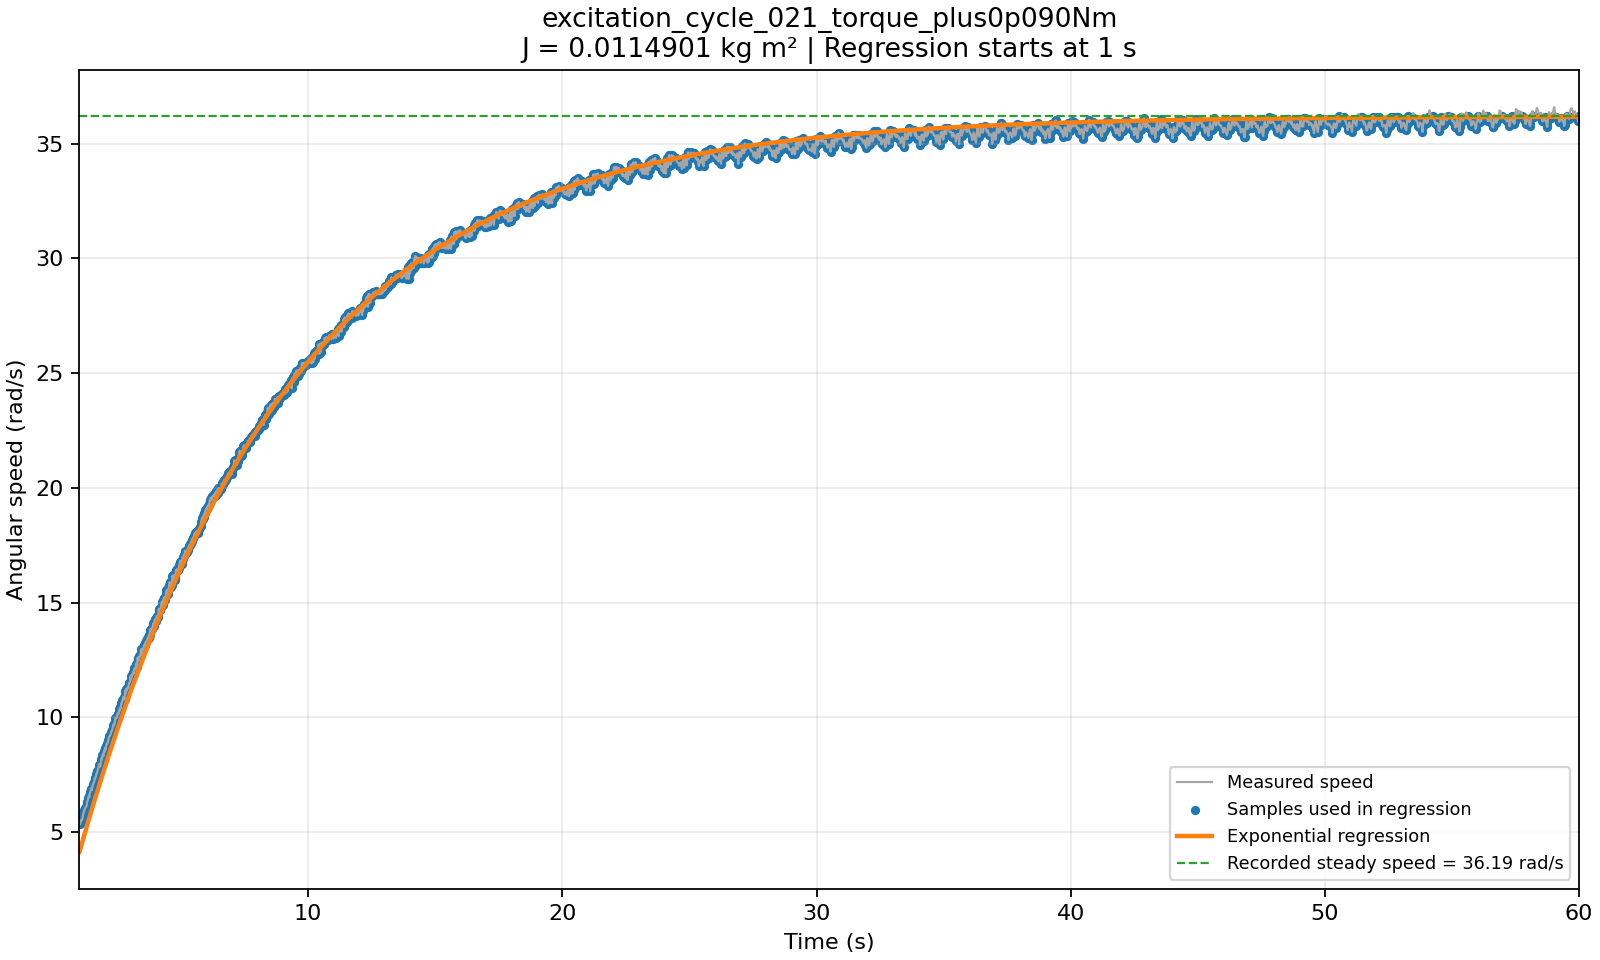 excitation_cycle_021_torque_plus0p090Nm
J = 0.0114901 kg m² | Regression starts at 1 s
Angular speed (rad/s)
35
30
25
20
15
10
5
Measured speed
Samples used in regression
Exponential regression
Recorded steady speed = 36.19 rad/s
10
20
30
40
50
60
Time (s)